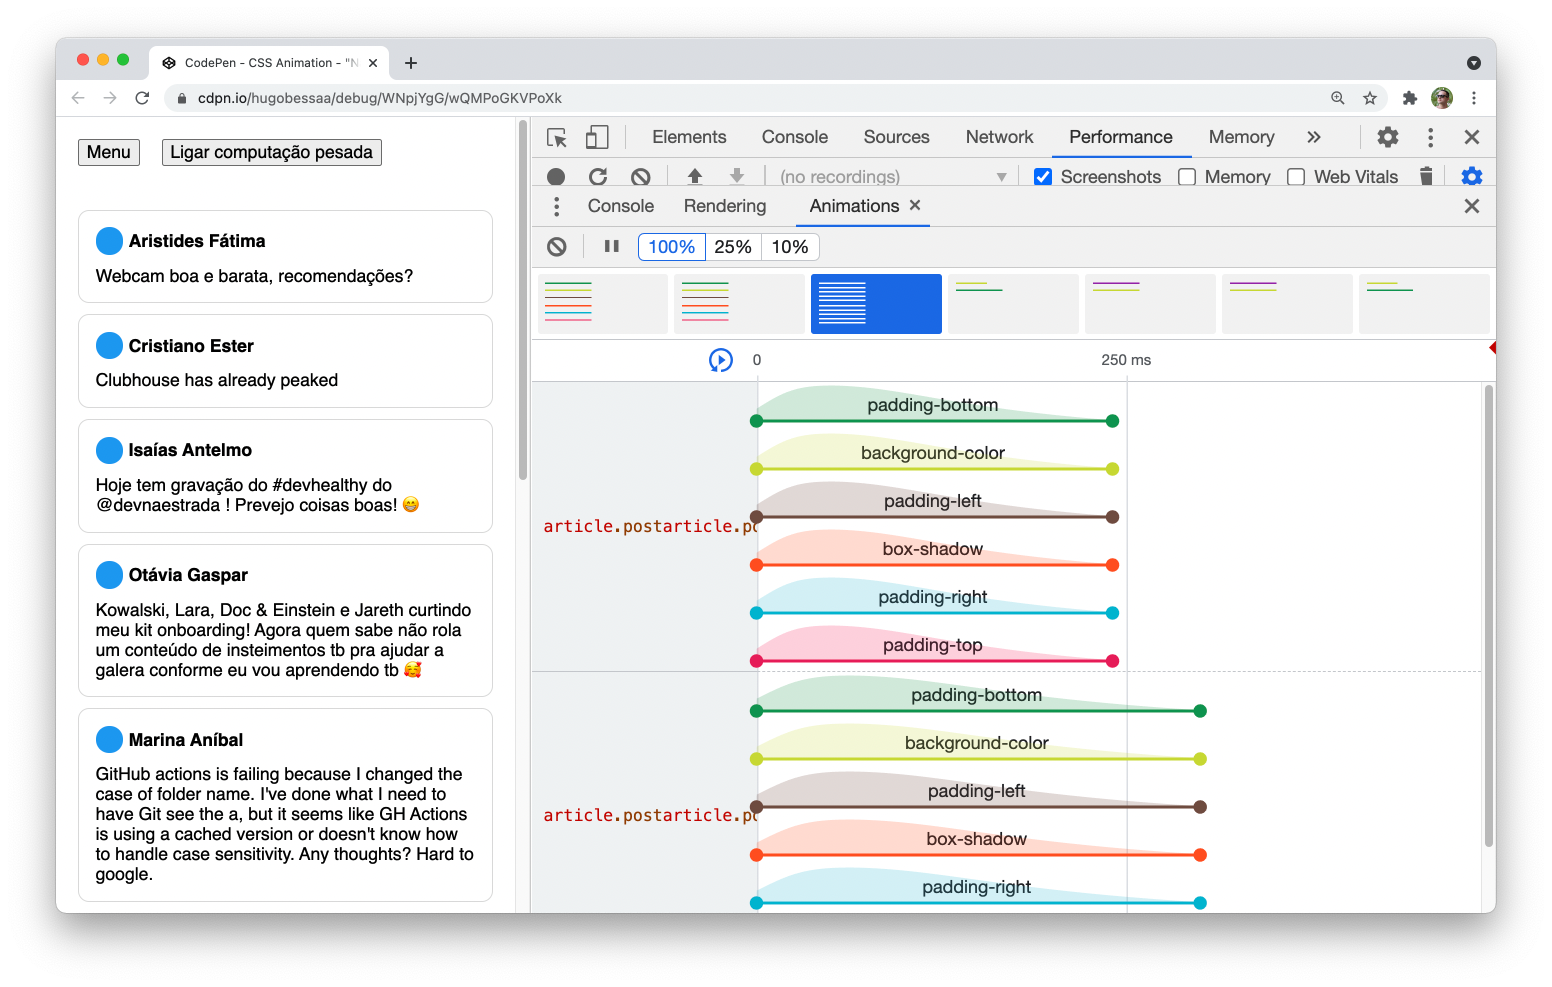 CodePen - CSS Animation - "N
cdpn.io/hugobessaa/debug/WNpjYgG/wQMPoGKVPoXk
Menu
Ligar computação pesada
Aristides Fátima
Webcam boa e barata, recomendações?
Cristiano Ester
Clubhouse has already peaked
Isaías Antelmo
Hoje tem gravação do #devhealthy do
@devnaestrada ! Prevejo coisas boas! 😁
Otávia Gaspar
Kowalski, Lara, Doc & Einstein e Jareth curtindo
meu kit onboarding! Agora quem sabe não rola
um conteúdo de insteimentos tb pra ajudar a
galera conforme eu vou aprendendo tb 🥰
Marina Aníbal
GitHub actions is failing because I changed the
case of folder name. I've done what I need to
have Git see the a, but it seems like GH Actions
is using a cached version or doesn't know how
to handle case sensitivity. Any thoughts? Hard to
google.
Elements Console Sources Network Performance Memory »
(no recordings) Screenshots Memory Web Vitals
Console Rendering Animations
100% 25% 10%
0 250 ms
article.postarticle.po
padding-bottom
background-color
padding-left
box-shadow
padding-right
padding-top
article.postarticle.po
padding-bottom
background-color
padding-left
box-shadow
padding-right